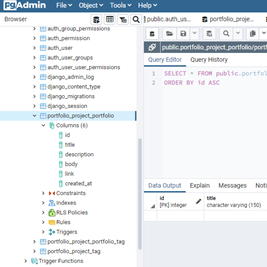 pgAdmin File Object Tools Help
Browser
public.auth_us...
portfolio_proje...
auth_group_permissions
auth_permission
auth_user
auth_user_groups
auth_user_user_permissions
django_admin_log
django_content_type
django_migrations
django_session
portfolio_project_portfolio
Columns (6)
id
title
description
body
link
created_at
Constraints
Indexes
RLS Policies
Rules
Triggers
portfolio_project_portfolio_tag
portfolio_project_tag
Trigger Functions
public.portfolio_project_portfolio/port
Query Editor Query History
1 SELECT * FROM public.portfol
2 ORDER BY id ASC
Data Output Explain Messages Noti
id
[PK] integer
title
character varying (150)